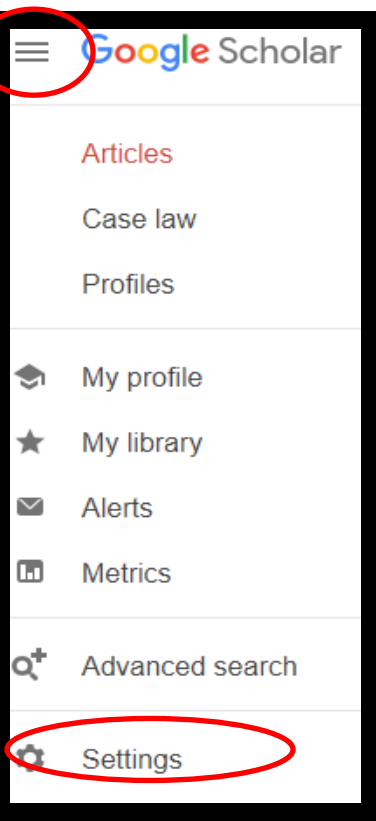 Google Scholar
Articles
Case law
Profiles
My profile
My library
Alerts
Metrics
Advanced search
Settings